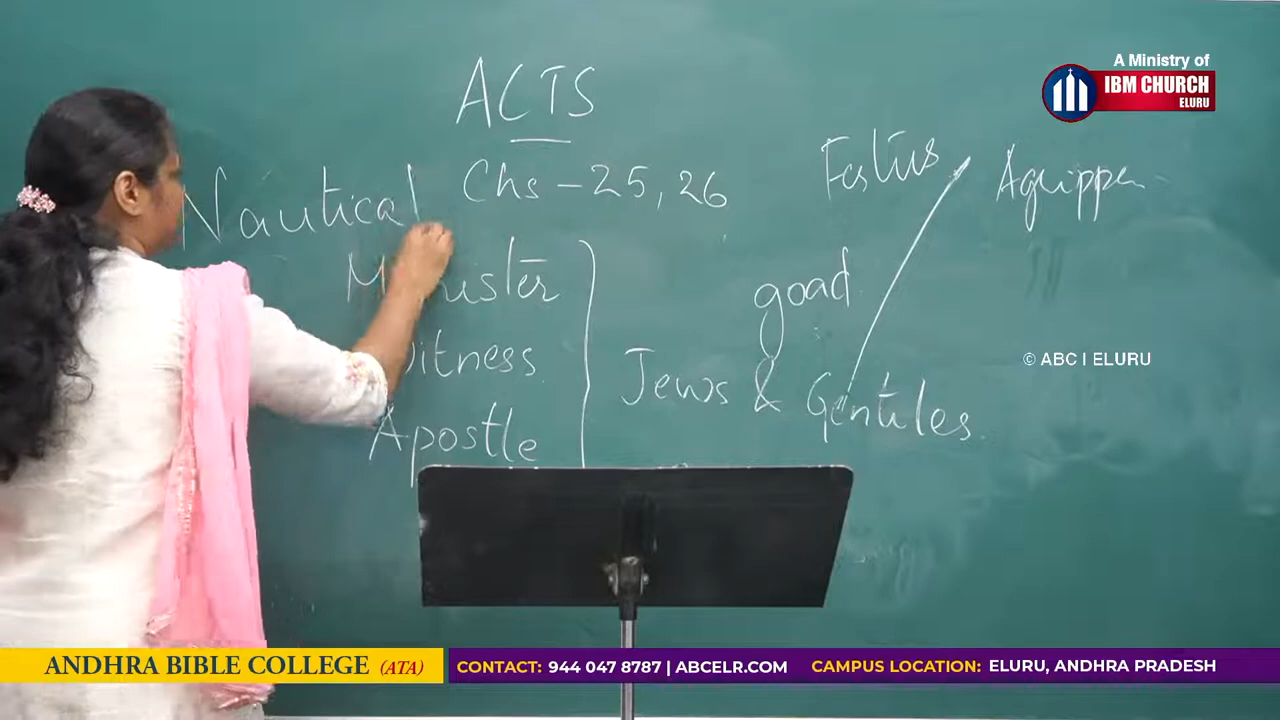 ACTS
A Ministry of
IBM CHURCH
ELURU
Nautical
Chs - 25, 26
Festus
Agrippa
Minister
goad
Witness
Jews & Gentiles
Apostle
© ABC I ELURU
ANDHRA BIBLE COLLEGE (ATA)
CONTACT: 944 047 8787 | ABCELR.COM
CAMPUS LOCATION: ELURU, ANDHRA PRADESH